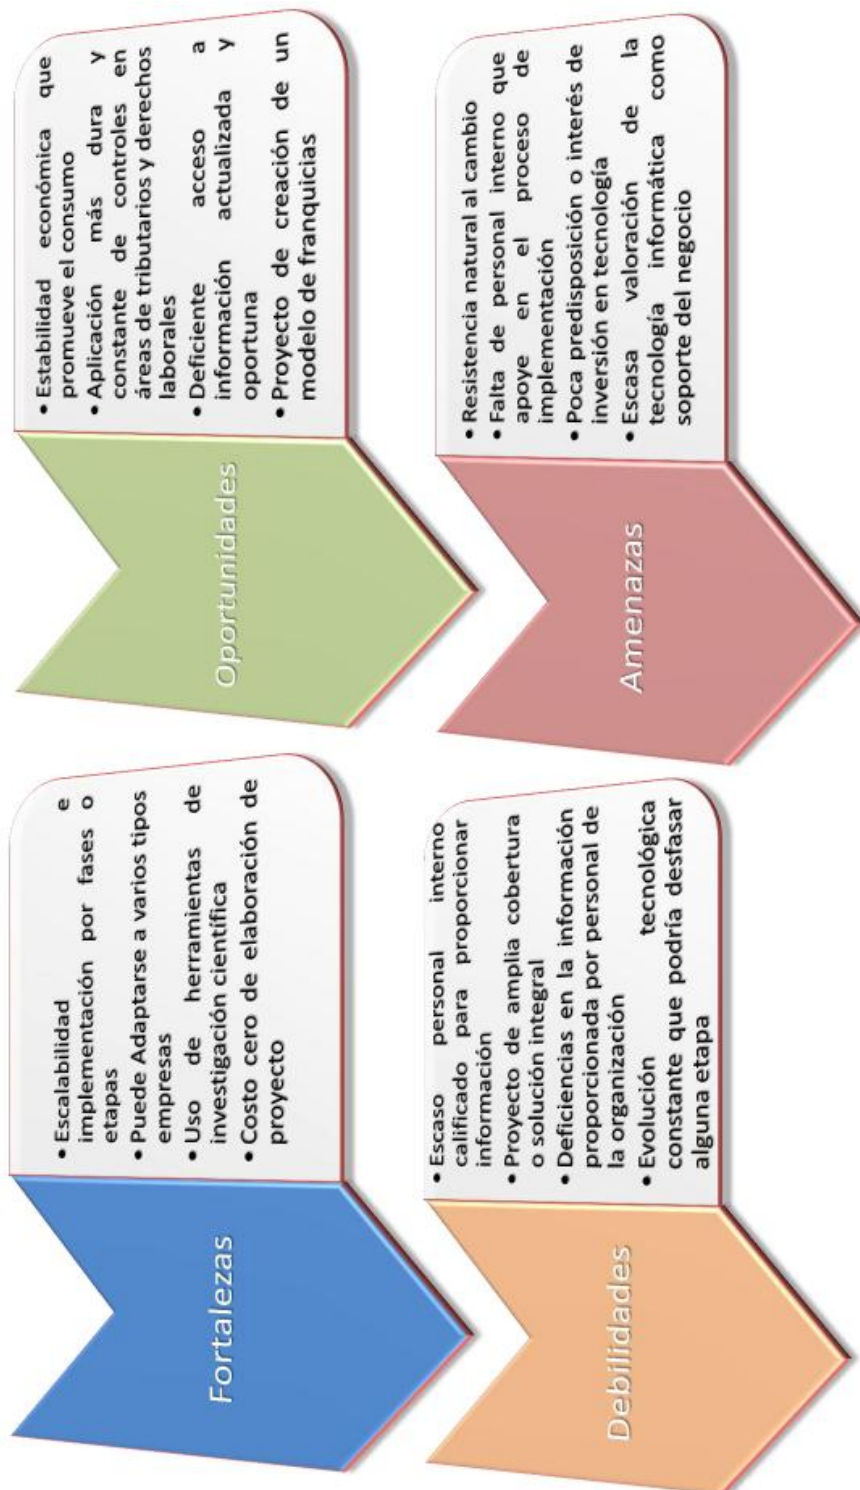 Fortalezas
• Escalabilidad e
implementación por fases o
etapas
• Puede Adaptarse a varios tipos
empresas
• Uso de herramientas de
investigación científica
• Costo cero de elaboración de
proyecto
Oportunidades
• Estabilidad económica que
promueve el consumo
• Aplicación más dura y
constante de controles en
áreas de tributarios y derechos
laborales
• Deficiente acceso a
información actualizada y
oportuna
• Proyecto de creación de un
modelo de franquicias
Debilidades
• Escaso personal interno
calificado para proporcionar
información
• Proyecto de amplia cobertura
o solución integral
• Deficiencias en la información
proporcionada por personal de
la organización
• Evolución tecnológica
constante que podría desfasar
alguna etapa
Amenazas
• Resistencia natural al cambio
• Falta de personal interno que
apoye en el proceso de
implementación
• Poca predisposición o interés de
inversión en tecnología
• Escasa valoración de la
tecnología informática como
soporte del negocio